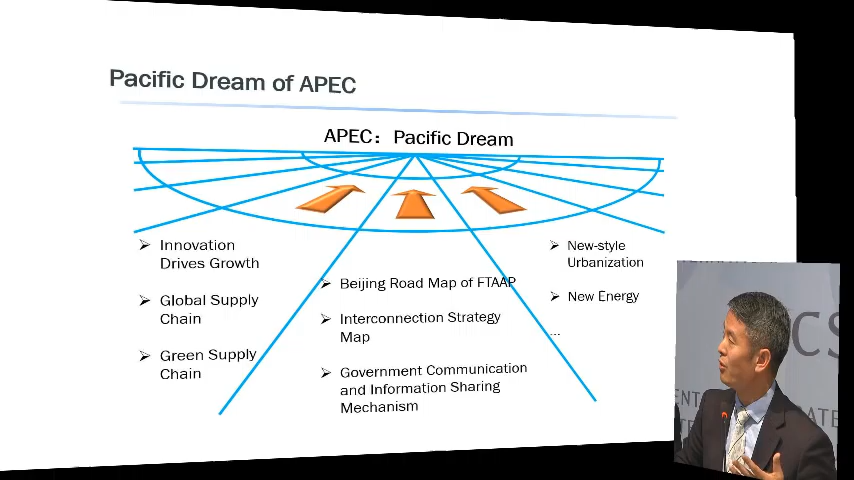 Pacific Dream of APEC
APEC： Pacific Dream
➢ Innovation
Drives Growth
➢ Global Supply
Chain
➢ Green Supply
Chain
➢ Beijing Road Map of FTAAP
➢ Interconnection Strategy
Map
➢ Government Communication
and Information Sharing
Mechanism
➢ New-style
Urbanization
➢ New Energy
...
CS